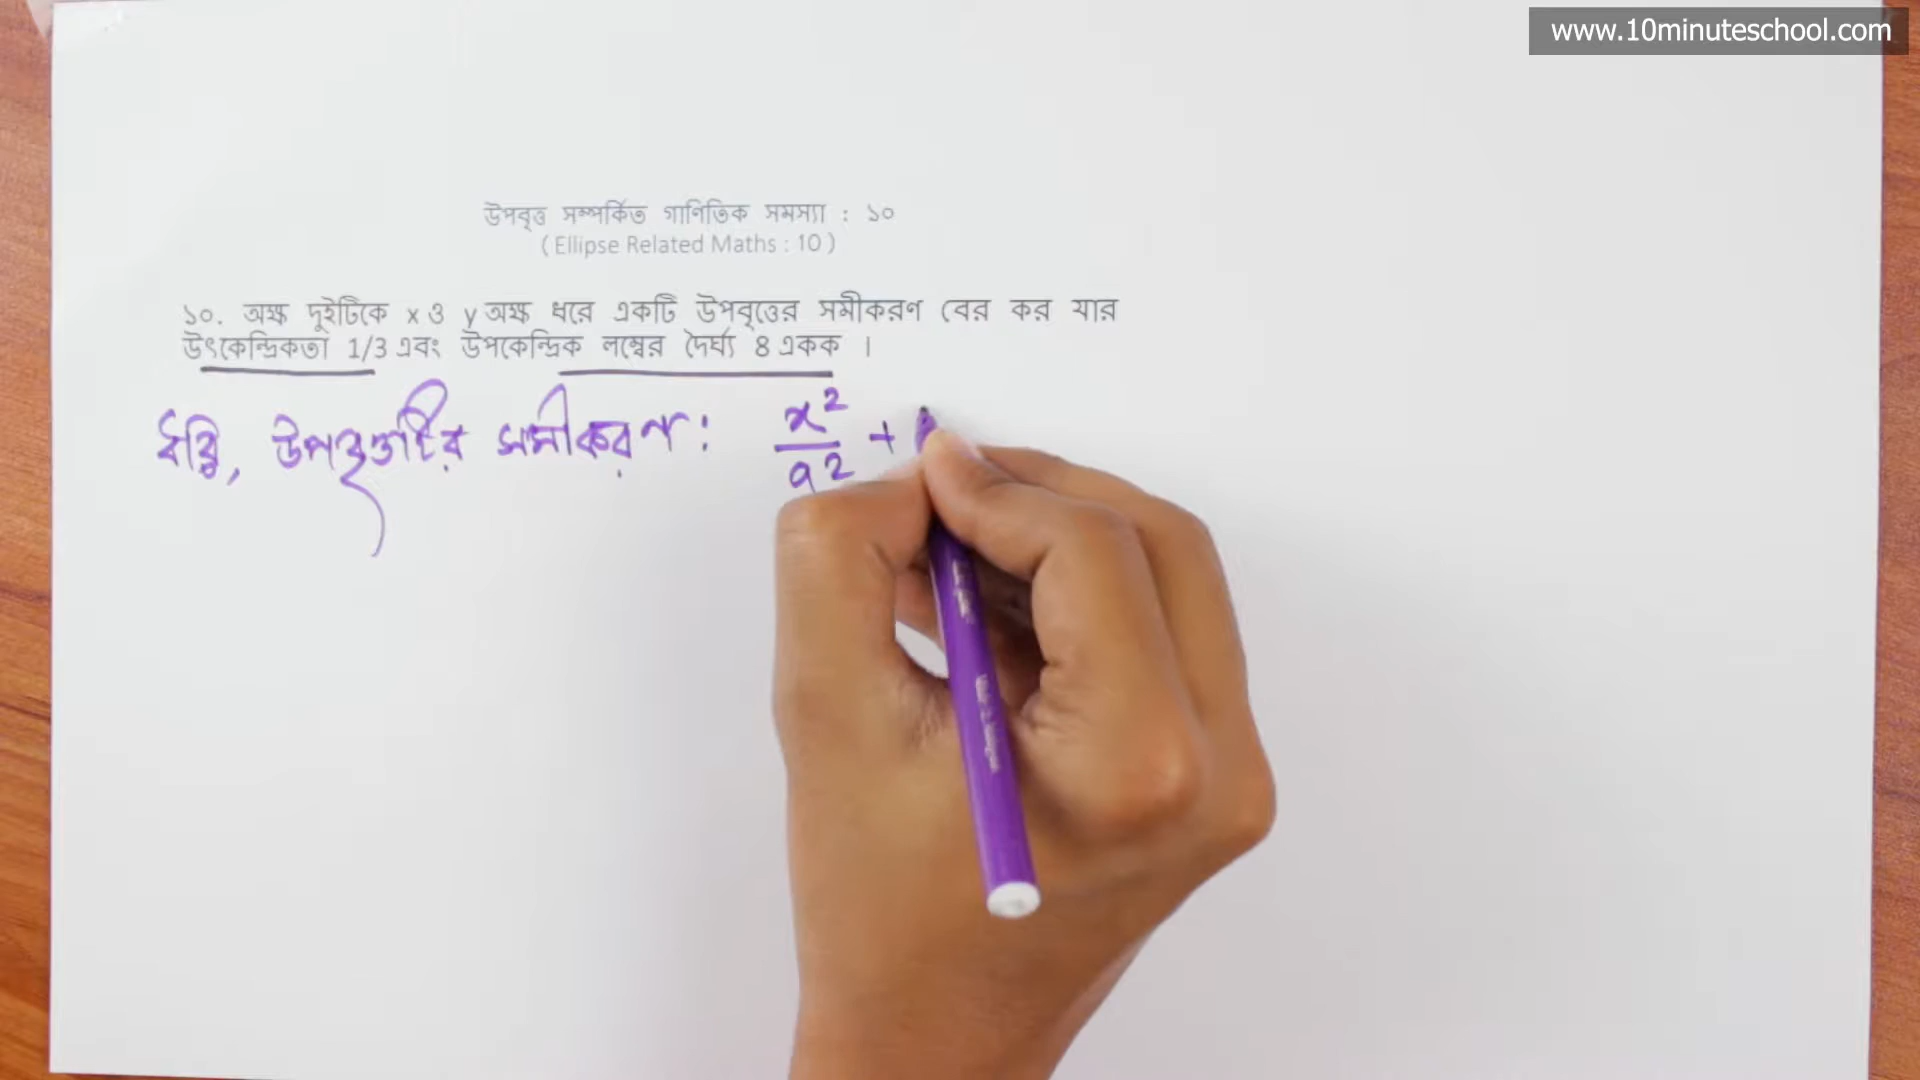 www.10minuteschool.com
উপবৃত্ত সম্পর্কিত গাণিতিক সমস্যা : ১০
( Ellipse Related Maths : 10 )
১০. অক্ষ দুইটিকে x ও y অক্ষ ধরে একটি উপবৃত্তের সমীকরণ বের কর যার
উৎকেন্দ্রিকতা 1/3 এবং উপকেন্দ্রিক লম্বের দৈর্ঘ্য 8 একক ।
ধরি, উপবৃত্তটির সমীকরণ : x²/a² +